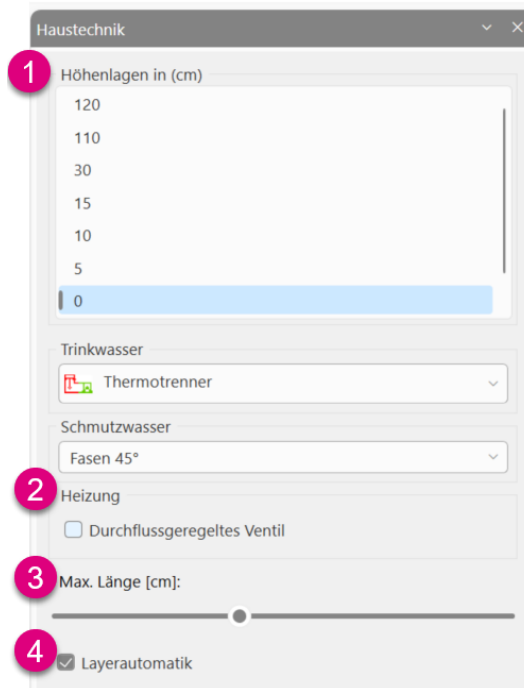 Haustechnik
1
Höhenlagen in (cm)
120
110
30
15
10
5
0
Trinkwasser
Thermotrenner
Schmutzwasser
Fasen 45°
2
Heizung
Durchflussgeregeltes Ventil
3
Max. Länge [cm]:
4
Layerautomatik